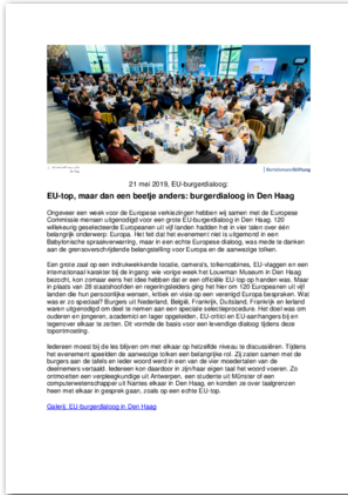 BertelsmannStiftung
21 mei 2019, EU-burgerdialoog:
EU-top, maar dan een beetje anders: burgerdialoog in Den Haag
Ongeveer een week voor de Europese verkiezingen hebben wij samen met de Europese
Commissie mensen uitgenodigd voor een grote EU-burgerdialoog in Den Haag. 120
willekeurig geselecteerde Europeanen uit vijf landen hadden het in vier talen over één
belangrijk onderwerp: Europa. Het feit dat het evenement niet is uitgemond in een
Babylonische spraakverwarring, maar in een echte Europese dialoog, was mede te danken
aan de grensoverschrijdende belangstelling voor Europa en de aanwezige tolken.
Een grote zaal op een indrukwekkende locatie, camera's, tolkencabines, EU-vlaggen en een
internationaal karakter bij de ingang: wie vorige week het Louwman Museum in Den Haag
bezocht, kon zomaar eens het idee hebben dat er een officiële EU-top op handen was. Maar
in plaats van 28 staatshoofden en regeringsleiders ging het hier om 120 Europeanen uit vijf
landen die hun persoonlijke wensen, kritiek en visie op een verenigd Europa bespraken. Wat
was er zo speciaal? Burgers uit Nederland, België, Frankrijk, Duitsland, Frankrijk en Ierland
waren uitgenodigd om deel te nemen aan een speciale selectieprocedure. Het doel was om
ouderen en jongeren, academici en lager opgeleiden, EU-critici en EU-aanhangers bij en
tegenover elkaar te zetten. Dit vormde de basis voor een levendige dialoog tijdens deze
topontmoeting.
Iedereen moest bij de les blijven om met elkaar op hetzelfde niveau te discussiëren. Tijdens
het evenement speelden de aanwezige tolken een belangrijke rol. Zij zaten samen met de
burgers aan de tafels en ieder woord werd in een van de vier moedertalen van de
deelnemers vertaald. Iedereen kon daardoor in zijn/haar eigen taal het woord voeren. Zo
ontmoetten een verpleegkundige uit Antwerpen, een studente uit Münster of een
computerwetenschapper uit Nantes elkaar in Den Haag, en konden ze over taalgrenzen
heen met elkaar in gesprek gaan, zoals op een echte EU-top.
Galerij: EU-burgerdialoog in Den Haag